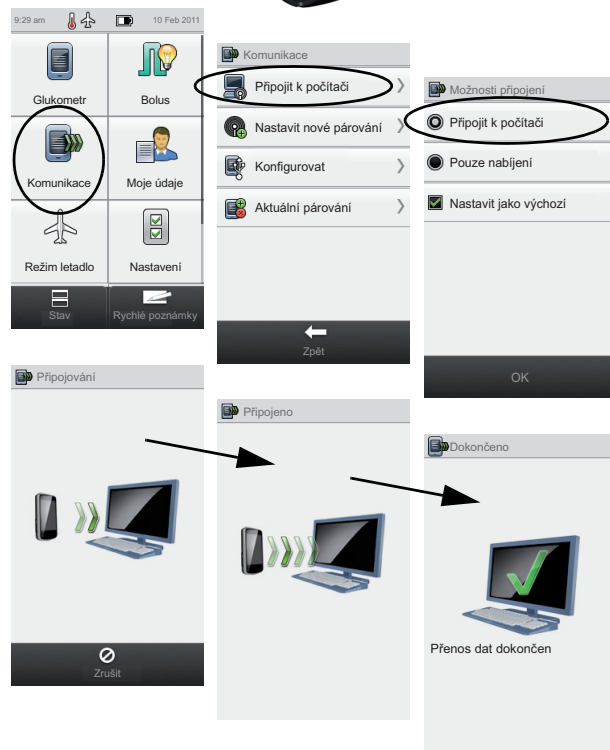 9:29 am
10 Feb 2011
Glukometr
Bolus
Komunikace
Moje údaje
Režim letadlo
Nastavení
Stav
Rychlé poznámky
Komunikace
Připojit k počítači
Nastavit nové párování
Konfigurovat
Aktuální párování
Zpět
Možnosti připojení
Připojit k počítači
Pouze nabíjení
Nastavit jako výchozí
OK
Připojování
Zrušit
Připojeno
Dokončeno
Přenos dat dokončen